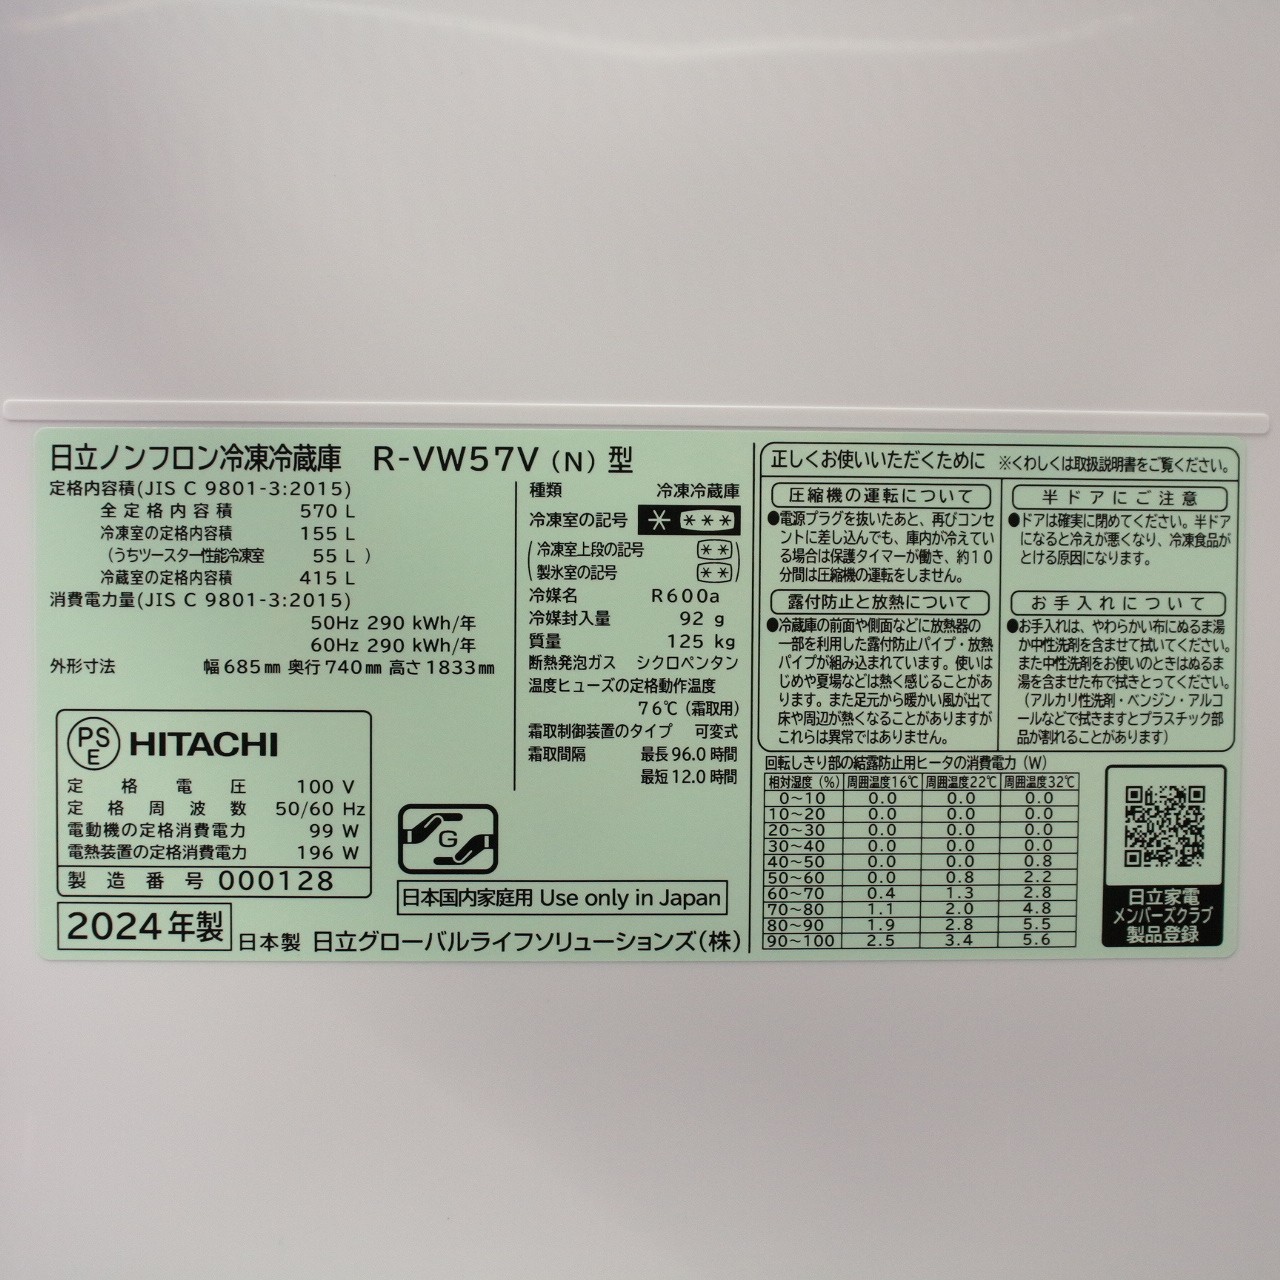 日立ノンフロン冷凍冷蔵庫 R-VW57V (N) 型
定格内容積(JIS C 9801-3:2015)
全定格内容積 570 L
冷凍室の定格内容積 155 L
(うちツースター性能冷凍室 55 L )
冷蔵室の定格内容積 415 L
消費電力量(JIS C 9801-3:2015)
50Hz 290 kWh/年
60Hz 290 kWh/年
外形寸法 幅685㎜ 奥行740㎜ 高さ1833㎜
PS
E
HITACHI
定格電圧 100 V
定格周波数 50/60 Hz
電動機の定格消費電力 99 W
電熱装置の定格消費電力 196 W
製造番号 000128
2024年製
日本製 日立グローバルライフソリューションズ(株)
種類 冷凍冷蔵庫
冷凍室の記号 * ***
冷凍室上段の記号 **
製氷室の記号 **
冷媒名 R600a
冷媒封入量 92 g
質量 125 kg
断熱発泡ガス シクロペンタン
温度ヒューズの定格動作温度
76℃(霜取用)
霜取制御装置のタイプ 可変式
霜取間隔 最長96.0時間
最短12.0時間
G
日本国内家庭用 Use only in Japan
正しくお使いいただくために ※くわしくは取扱説明書をご覧ください。
圧縮機の運転について
●電源プラグを抜いたあと、再びコンセ
ントに差し込んでも、庫内が冷えてい
る場合は保護タイマーが働き、約10
分間は圧縮機の運転をしません。
露付防止と放熱について
●冷蔵庫の前面や側面などに放熱器の
一部を利用した露付防止パイプ・放熱
パイプが組み込まれています。使いは
じめや夏場などは熱く感じることがあ
ります。また足元から暖かい風が出て
床や周辺が熱くなることがありますが
これらは異常ではありません。
半ドアにご注意
●ドアは確実に閉めてください。半ドア
になると冷えが悪くなり、冷凍食品が
とける原因になります。
お手入れについて
●お手入れは、やわらかい布にぬるま湯
か中性洗剤を含ませて拭いてください。
また中性洗剤をお使いのときはぬるま
湯を含ませた布で拭きとってください。
(アルカリ性洗剤・ベンジン・アルコ
ールなどで拭きますとプラスチック部
品が割れることがあります)
回転しきり部の結露防止用ヒータの消費電力(W)
相対湿度(%) 周囲温度16℃ 周囲温度22℃ 周囲温度32℃
0~10 0.0 0.0 0.0
10~20 0.0 0.0 0.0
20~30 0.0 0.0 0.0
30~40 0.0 0.0 0.0
40~50 0.0 0.0 0.8
50~60 0.0 0.8 2.2
60~70 0.4 1.3 2.8
70~80 1.1 2.0 4.8
80~90 1.9 2.8 5.5
90~100 2.5 3.4 5.6
日立家電
メンバーズクラブ
製品登録